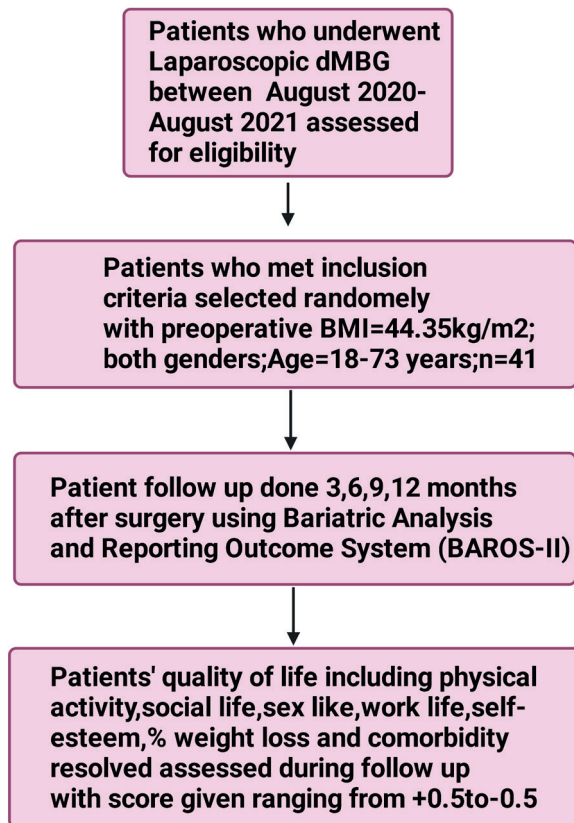 Patients who underwent
Laparoscopic dMBG
between August 2020-
August 2021 assessed
for eligibility
Patients who met inclusion
criteria selected randomely
with preoperative BMI=44.35kg/m2;
both genders;Age=18-73 years;n=41
Patient follow up done 3,6,9,12 months
after surgery using Bariatric Analysis
and Reporting Outcome System (BAROS-II)
Patients' quality of life including physical
activity,social life,sex like,work life,self-
esteem,% weight loss and comorbidity
resolved assessed during follow up
with score given ranging from +0.5to-0.5